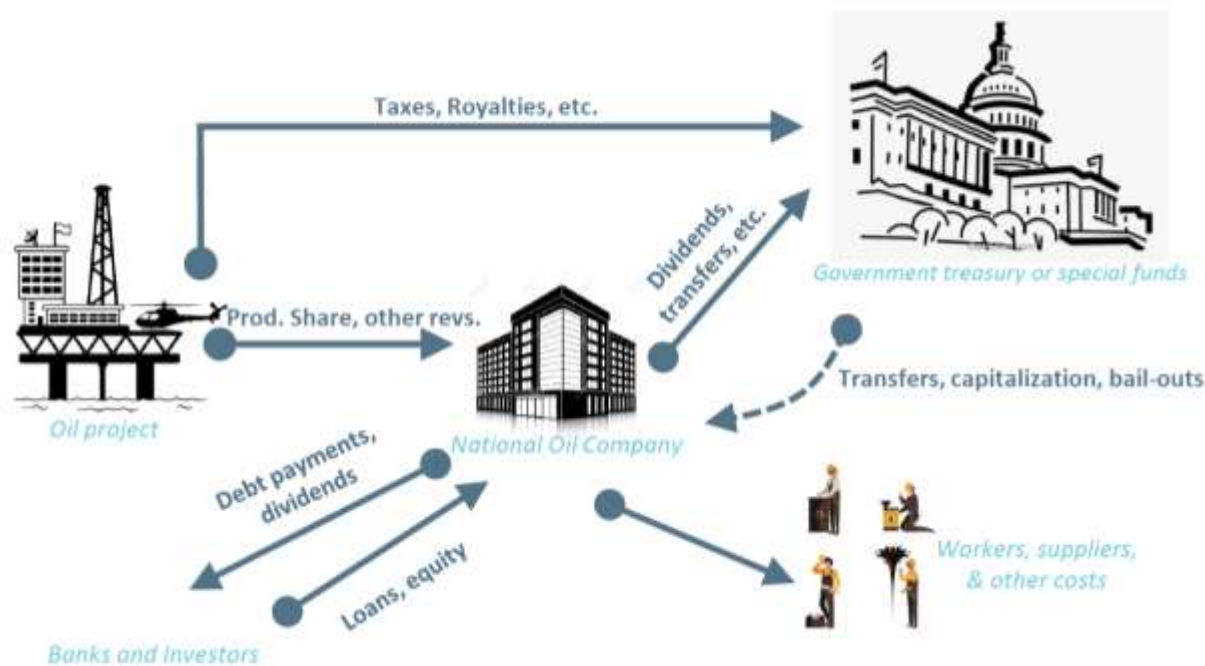 Taxes, Royalties, etc.
Dividends,
transfers, etc.
Government treasury or special funds
Prod. Share, other revs.
Transfers, capitalization, bail-outs
Oil project
National Oil Company
Debt payments,
dividends
Loans, equity
Workers, suppliers,
& other costs
Banks and Investors